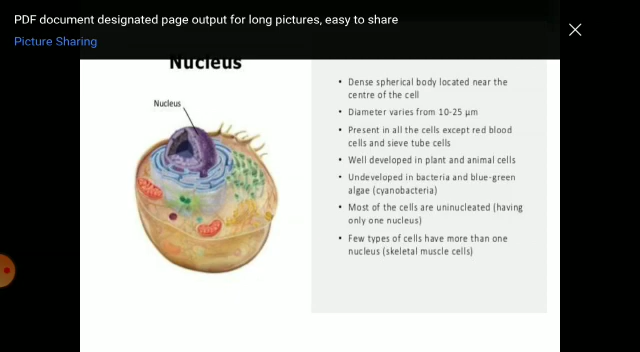 PDF document designated page output for long pictures, easy to share
Picture Sharing
Nucleus
Nucleus
• Dense spherical body located near the
centre of the cell
• Diameter varies from 10-25 µm
• Present in all the cells except red blood
cells and sieve tube cells
• Well developed in plant and animal cells
• Undeveloped in bacteria and blue-green
algae (cyanobacteria)
• Most of the cells are uninucleated (having
only one nucleus)
• Few types of cells have more than one
nucleus (skeletal muscle cells)